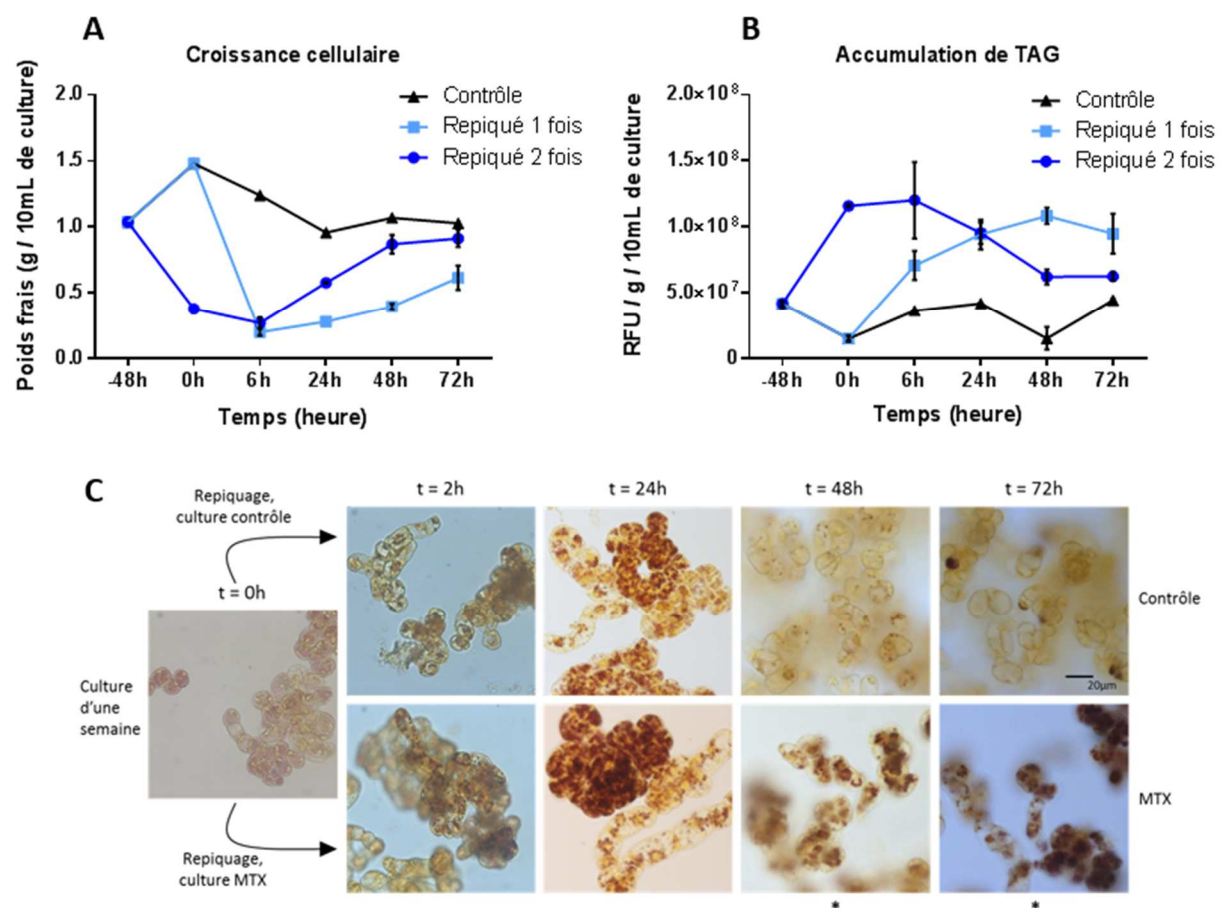 A
Croissance cellulaire
Contrôle
Repiqué 1 fois
Repiqué 2 fois
Poids frais (g / 10mL de culture)
2.0
1.5
1.0
0.5
0.0
-48h 0h 6h 24h 48h 72h
Temps (heure)
B
Accumulation de TAG
Contrôle
Repiqué 1 fois
Repiqué 2 fois
RFU / g / 10mL de culture
2.0×10⁸
1.5×10⁸
1.0×10⁸
5.0×10⁷
0
-48h 0h 6h 24h 48h 72h
Temps (heure)
C
Repiquage,
culture contrôle
t = 0h
Culture
d'une
semaine
Repiquage,
culture MTX
t = 2h t = 24h t = 48h t = 72h
Contrôle
20µm
MTX
* *